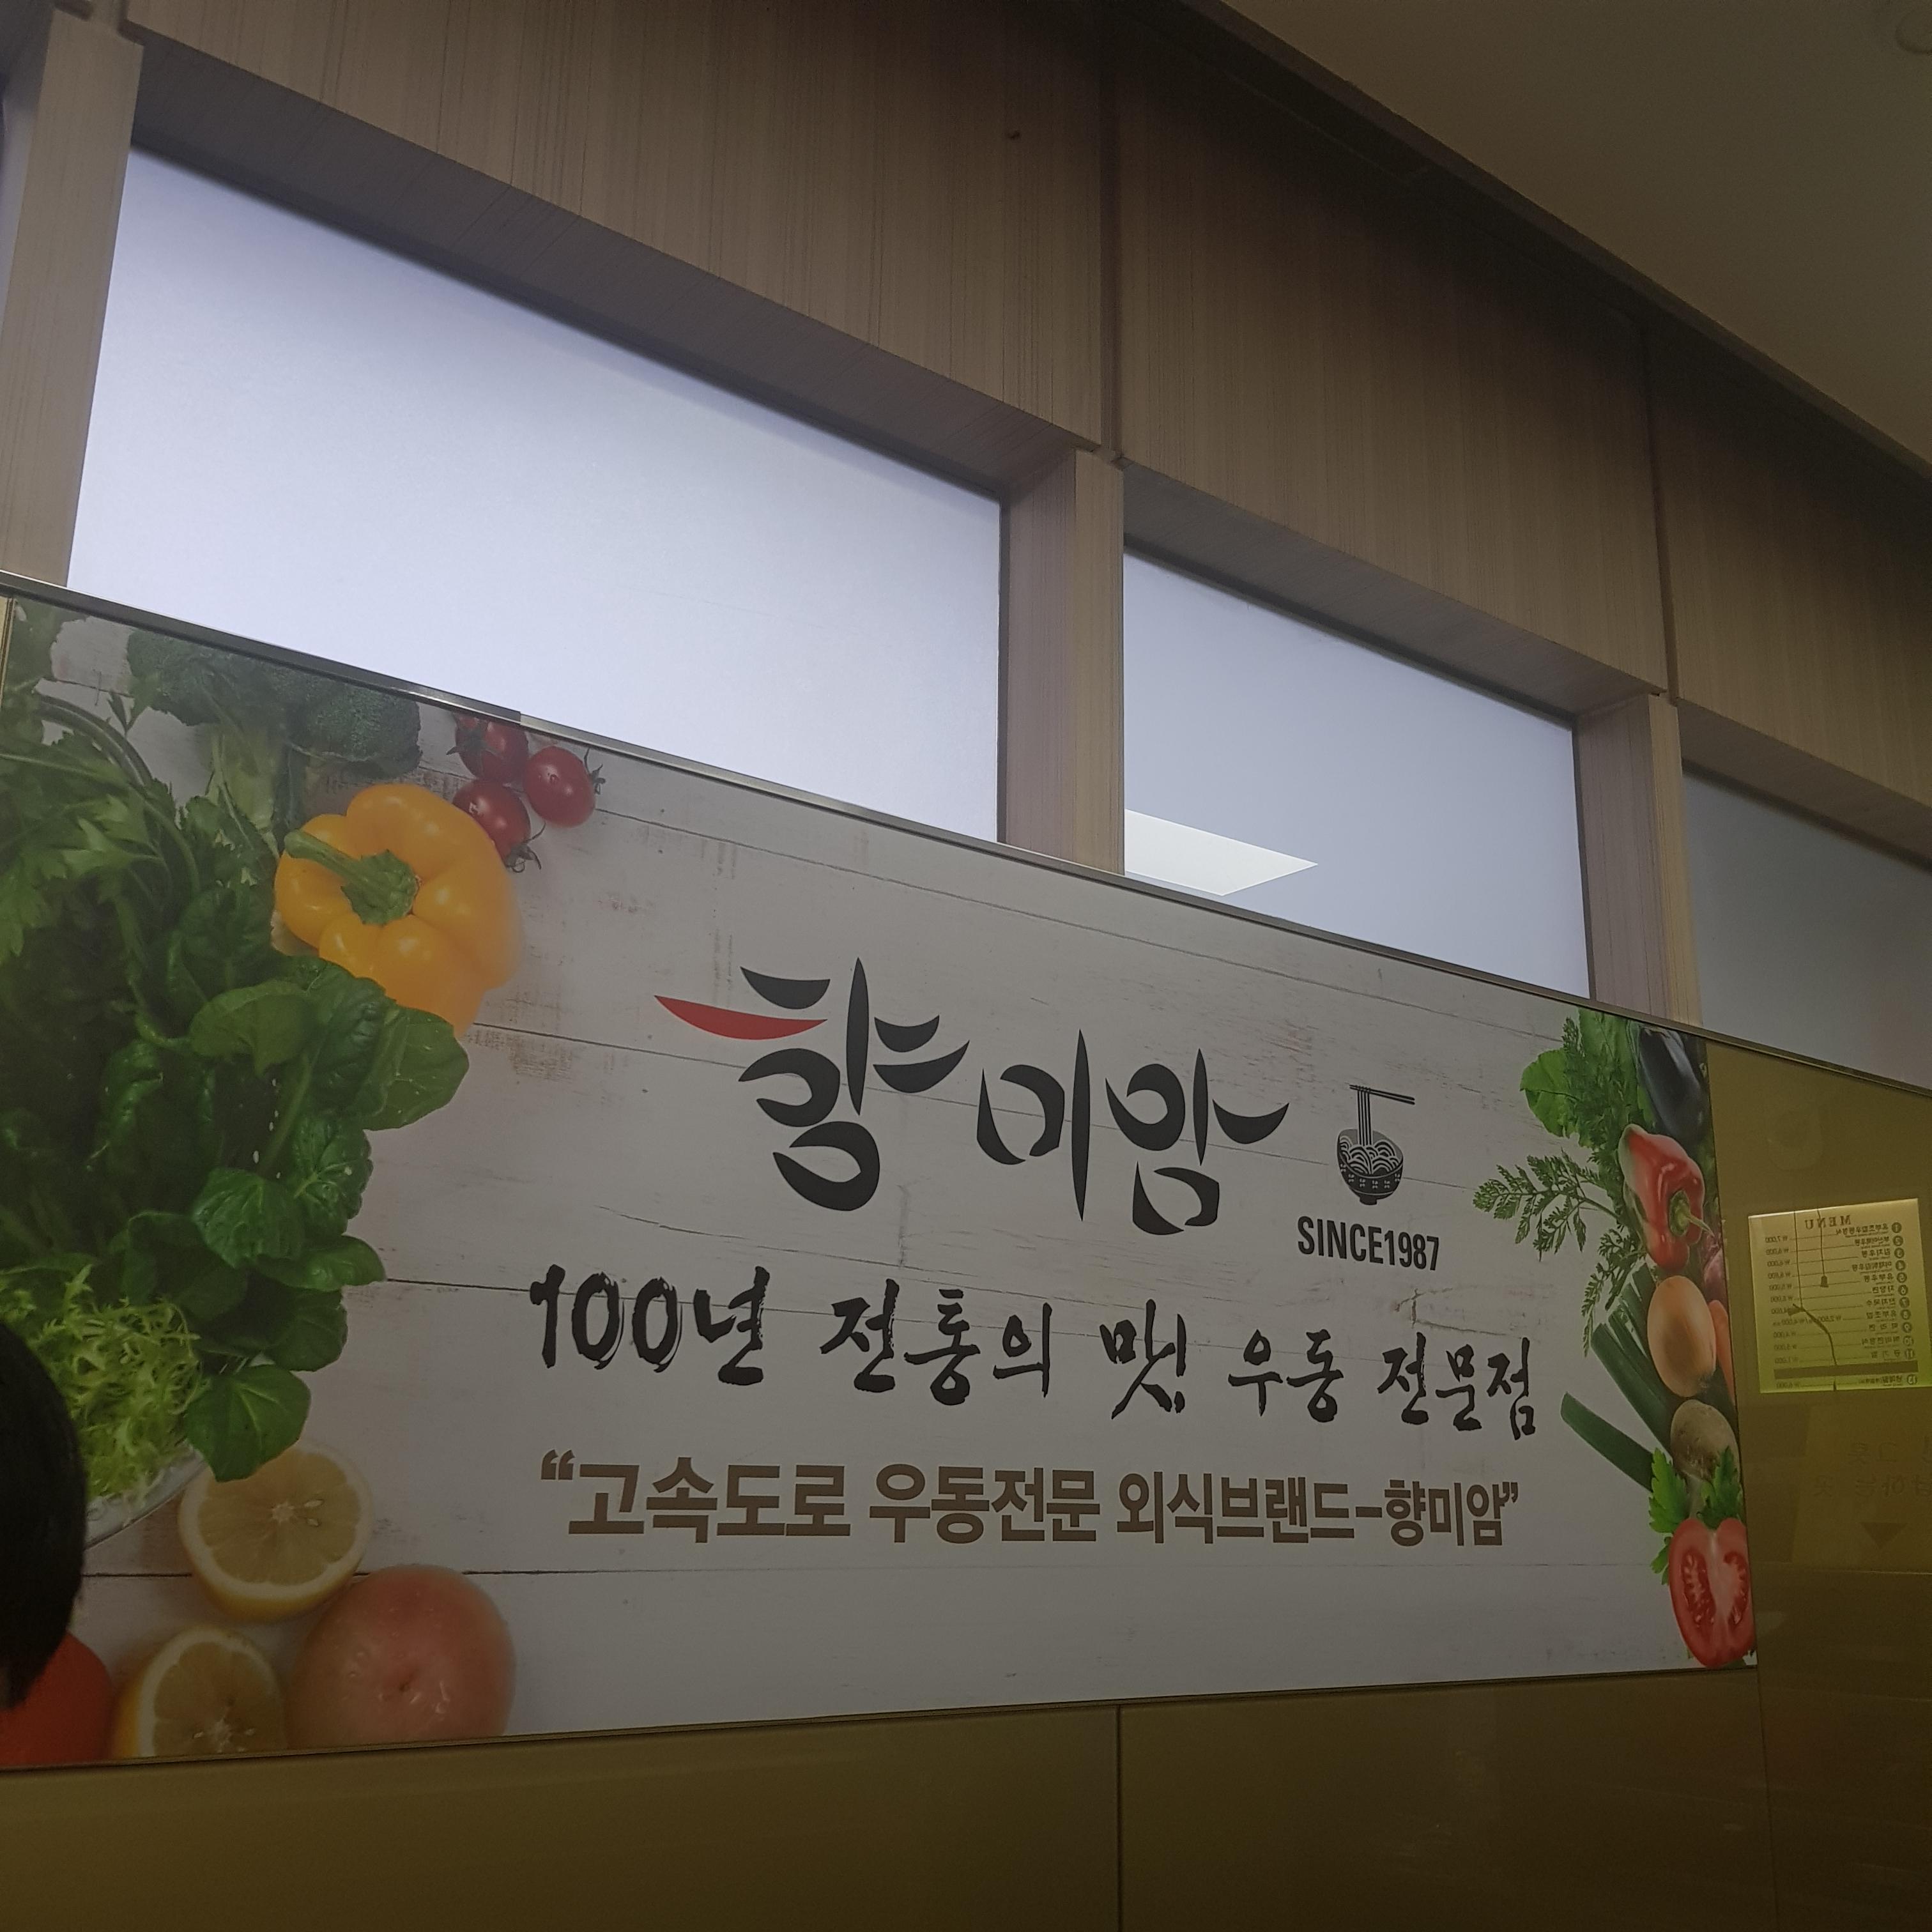 향미암
SINCE1987
100년 전통의 맛! 우동 전문점
“고속도로 우동전문 외식브랜드-향미암”
MENU